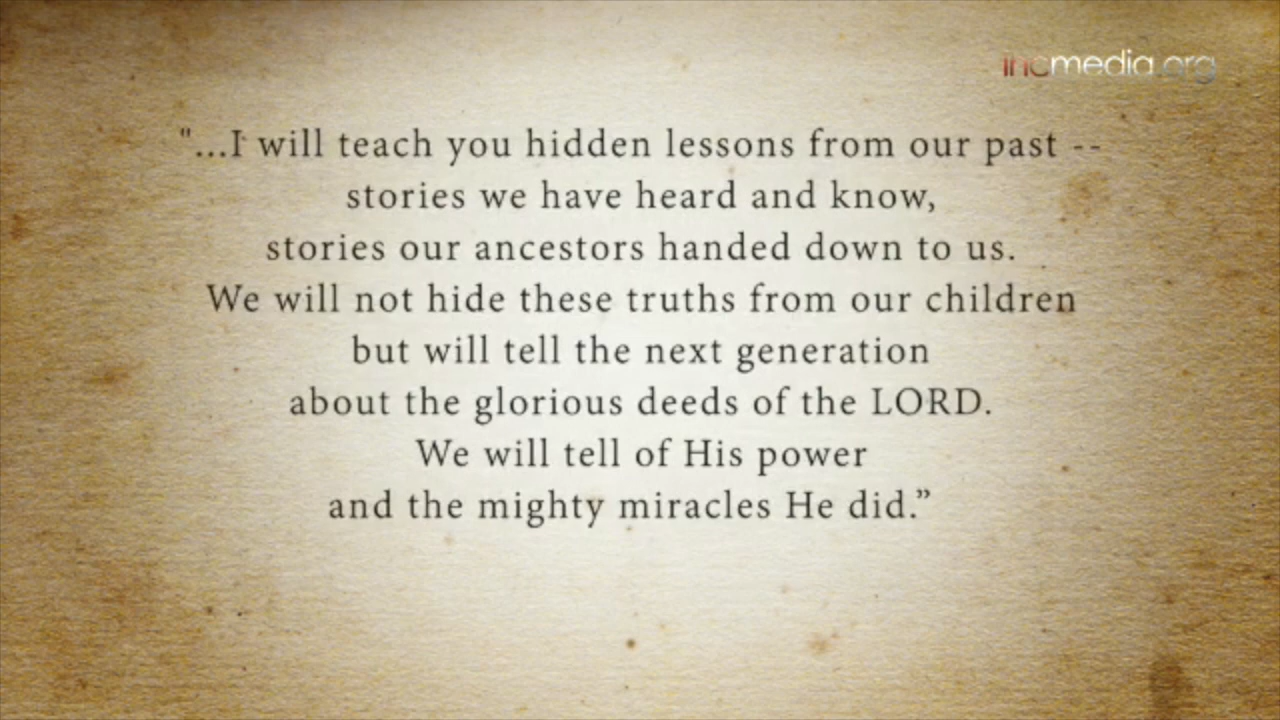 incmedia.org
"...I will teach you hidden lessons from our past --
stories we have heard and know,
stories our ancestors handed down to us.
We will not hide these truths from our children
but will tell the next generation
about the glorious deeds of the LORD.
We will tell of His power
and the mighty miracles He did.”